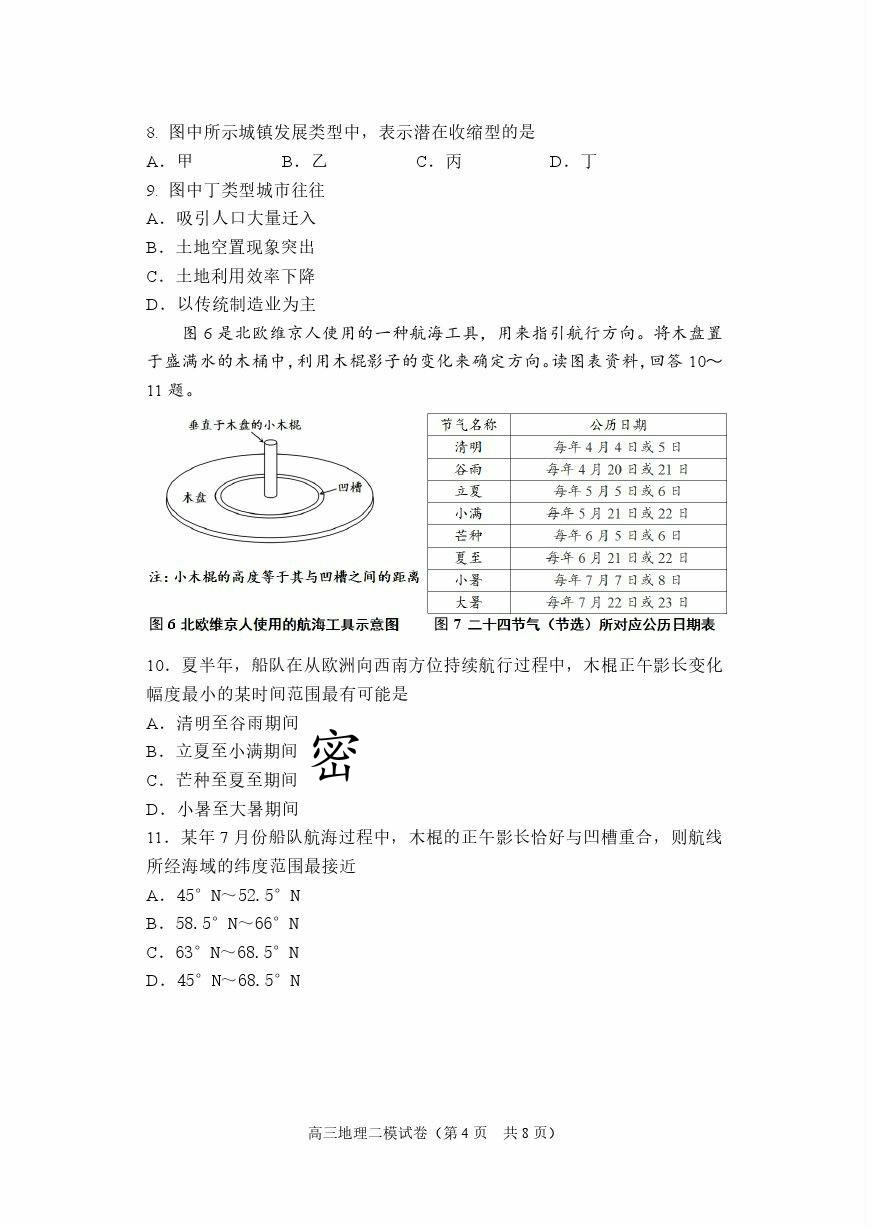 8. 图中所示城镇发展类型中，表示潜在收缩型的是
A．甲 B．乙 C．丙 D．丁
9. 图中丁类型城市往往
A．吸引人口大量迁入
B．土地空置现象突出
C．土地利用效率下降
D．以传统制造业为主
图 6 是北欧维京人使用的一种航海工具，用来指引航行方向。将木盘置
于盛满水的木桶中，利用木棍影子的变化来确定方向。读图表资料，回答 10～
11 题。
垂直于木盘的小木棍
凹槽
木盘
注：小木棍的高度等于其与凹槽之间的距离
图 6 北欧维京人使用的航海工具示意图
节气名称 公历日期
清明 每年 4 月 4 日或 5 日
谷雨 每年 4 月 20 日或 21 日
立夏 每年 5 月 5 日或 6 日
小满 每年 5 月 21 日或 22 日
芒种 每年 6 月 5 日或 6 日
夏至 每年 6 月 21 日或 22 日
小暑 每年 7 月 7 日或 8 日
大暑 每年 7 月 22 日或 23 日
图 7 二十四节气（节选）所对应公历日期表
10．夏半年，船队在从欧洲向西南方位持续航行过程中，木棍正午影长变化
幅度最小的某时间范围最有可能是
A．清明至谷雨期间
B．立夏至小满期间
C．芒种至夏至期间
D．小暑至大暑期间
密
11．某年 7 月份船队航海过程中，木棍的正午影长恰好与凹槽重合，则航线
所经海域的纬度范围最接近
A．45°N～52.5°N
B．58.5°N～66°N
C．63°N～68.5°N
D．45°N～68.5°N
高三地理二模试卷（第 4 页 共 8 页）